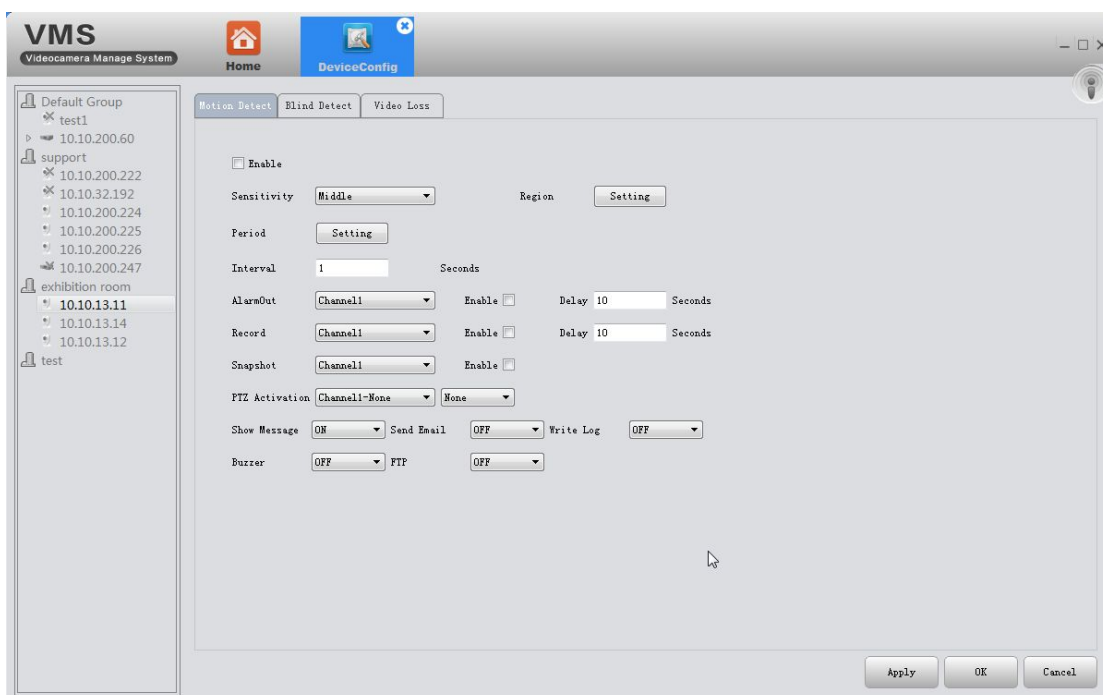 VMS
Videocamera Manage System
Home
DeviceConfig
Default Group
test1
10.10.200.60
support
10.10.200.222
10.10.32.192
10.10.200.224
10.10.200.225
10.10.200.226
10.10.200.247
exhibition room
10.10.13.11
10.10.13.14
10.10.13.12
test
Motion Detect Blind Detect Video Loss
Enable
Sensitivity Middle Region Setting
Period Setting
Interval 1 Seconds
AlarmOut Channel1 Enable Delay 10 Seconds
Record Channel1 Enable Delay 10 Seconds
Snapshot Channel1 Enable
PTZ Activation Channel1-None None
Show Message ON Send Email OFF Write Log OFF
Buzzer OFF FTP OFF
Apply OK Cancel